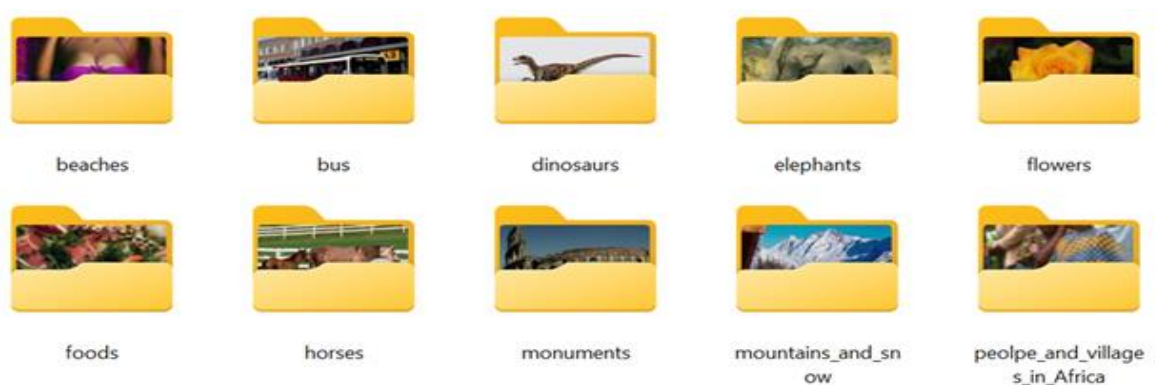 beaches
bus
dinosaurs
elephants
flowers
foods
horses
monuments
mountains_and_sn
ow
peolpe_and_village
s_in_Africa